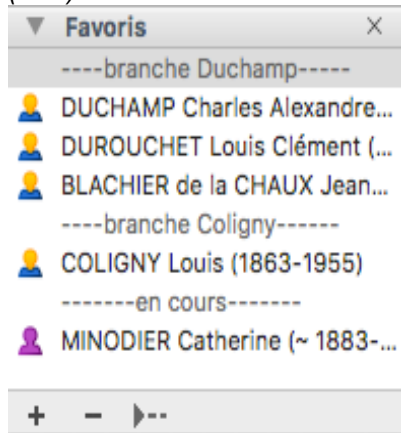 Favoris
----branche Duchamp-----
DUCHAMP Charles Alexandre...
DUROUCHET Louis Clément (...
BLACHIER de la CHAUX Jean...
----branche Coligny------
COLIGNY Louis (1863-1955)
-------en cours-------
MINODIER Catherine (~ 1883-...